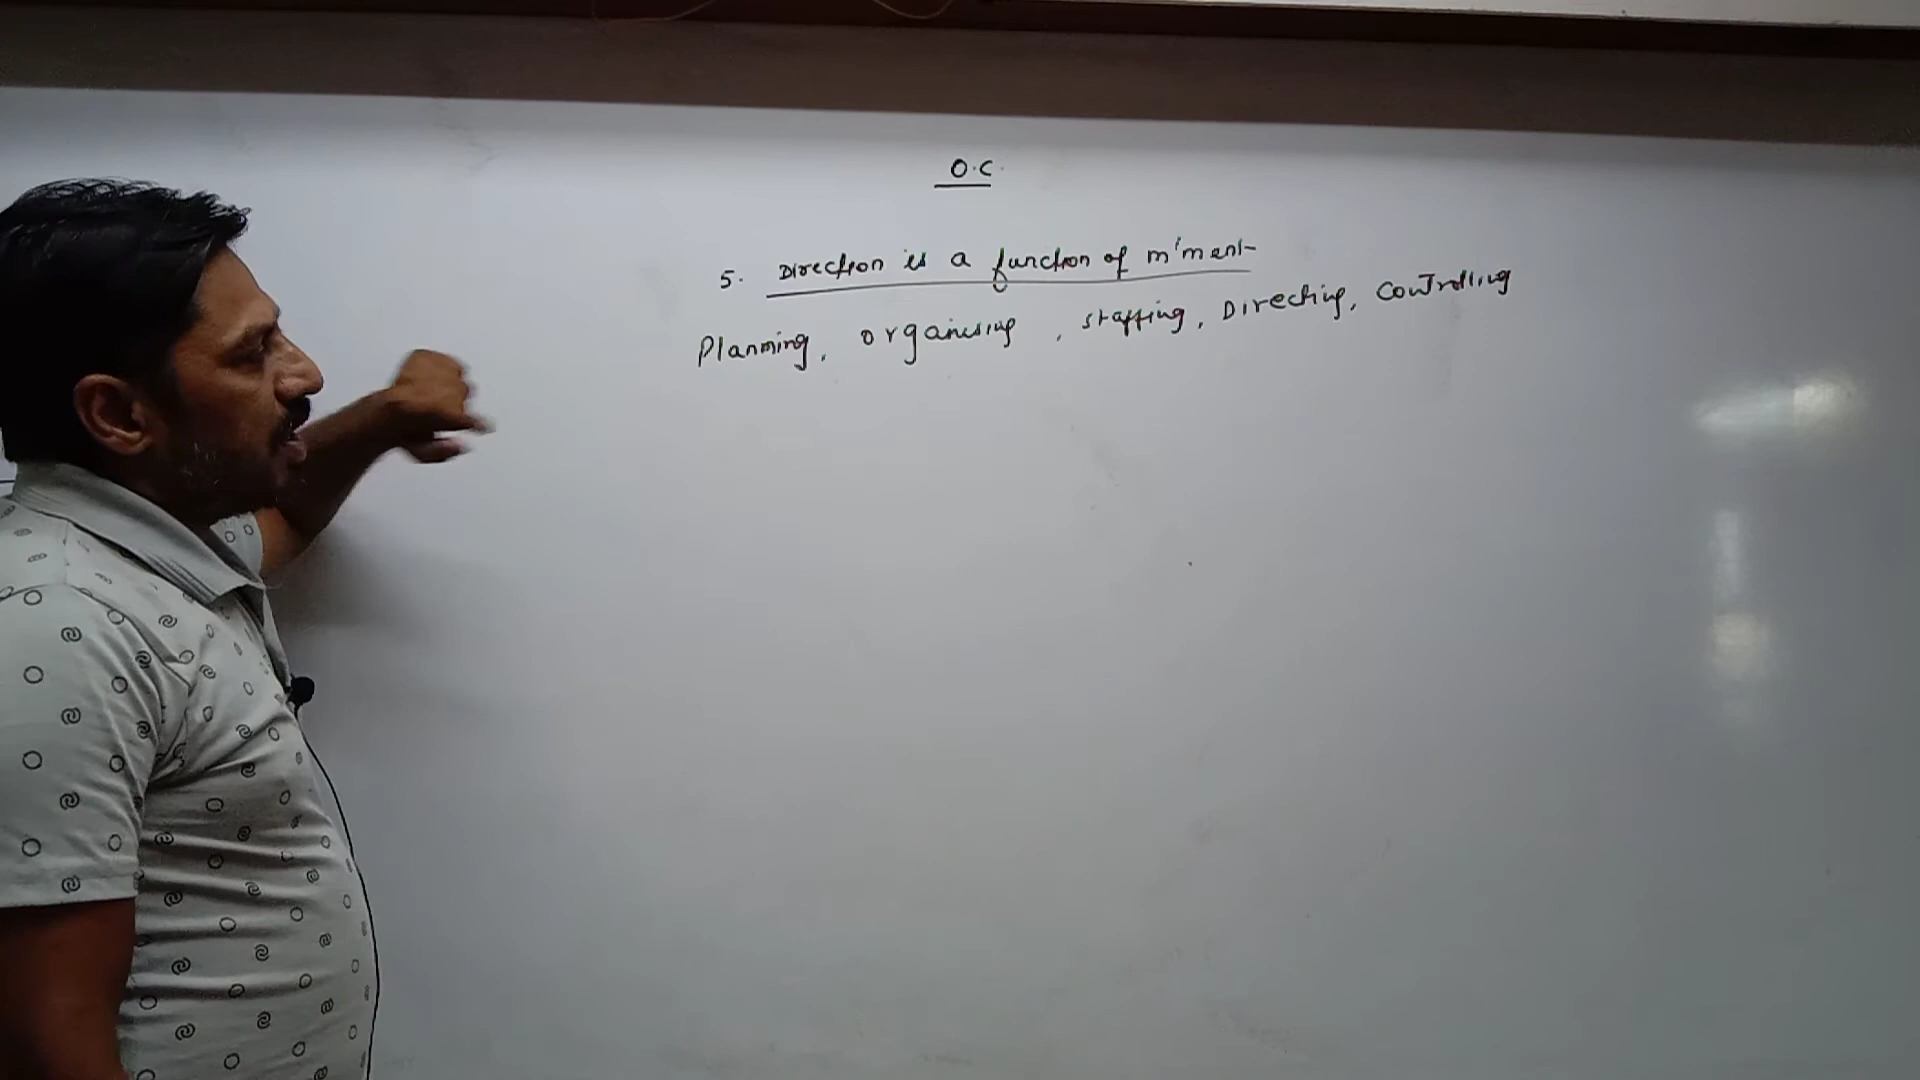 O.C.
5. Direction is a function of m'ment
Planning, organising, staffing, Directing, Controlling